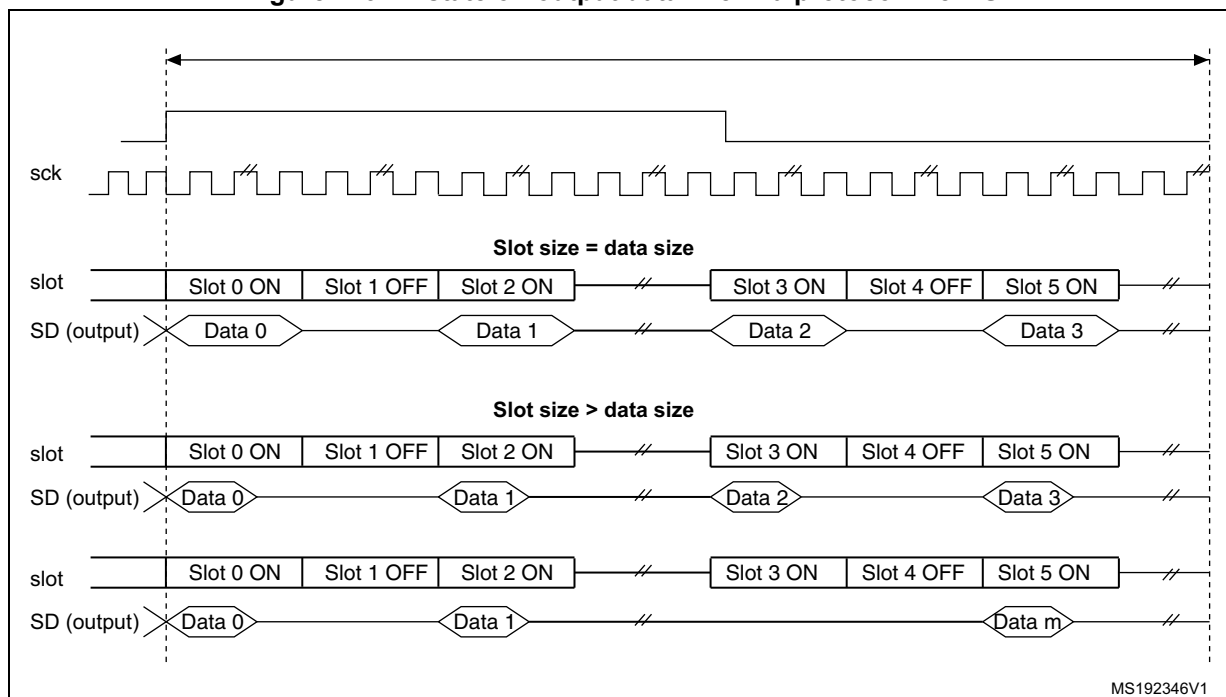 sck
Slot size = data size
slot Slot 0 ON Slot 1 OFF Slot 2 ON Slot 3 ON Slot 4 OFF Slot 5 ON
SD (output) Data 0 Data 1 Data 2 Data 3
Slot size > data size
slot Slot 0 ON Slot 1 OFF Slot 2 ON Slot 3 ON Slot 4 OFF Slot 5 ON
SD (output) Data 0 Data 1 Data 2 Data 3
slot Slot 0 ON Slot 1 OFF Slot 2 ON Slot 3 ON Slot 4 OFF Slot 5 ON
SD (output) Data 0 Data 1 Data m
MS192346V1